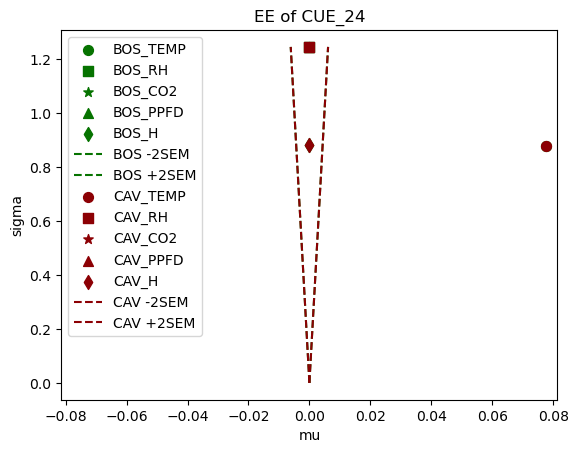 EE of CUE_24
BOS_TEMP
BOS_RH
BOS_CO2
BOS_PPFD
BOS_H
BOS -2SEM
BOS +2SEM
CAV_TEMP
CAV_RH
CAV_CO2
CAV_PPFD
CAV_H
CAV -2SEM
CAV +2SEM
sigma
1.2
1.0
0.8
0.6
0.4
0.2
0.0
−0.08 −0.06 −0.04 −0.02 0.00 0.02 0.04 0.06 0.08
mu